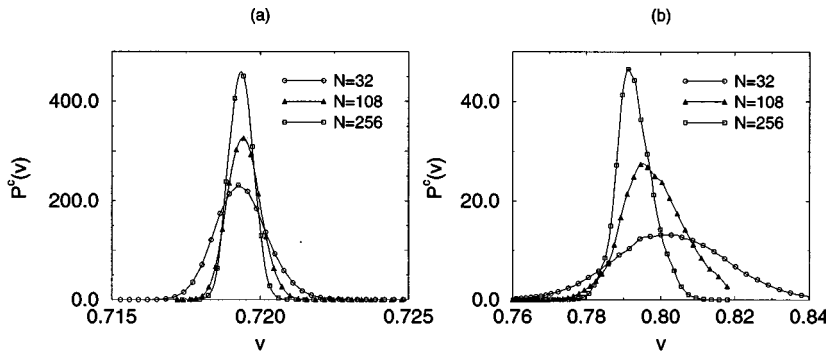 (a)
400.0
200.0
0.0
P^c(v)
N=32
N=108
N=256
0.715 0.720 0.725
v
(b)
40.0
20.0
0.0
P^c(v)
N=32
N=108
N=256
0.76 0.78 0.80 0.82 0.84
v